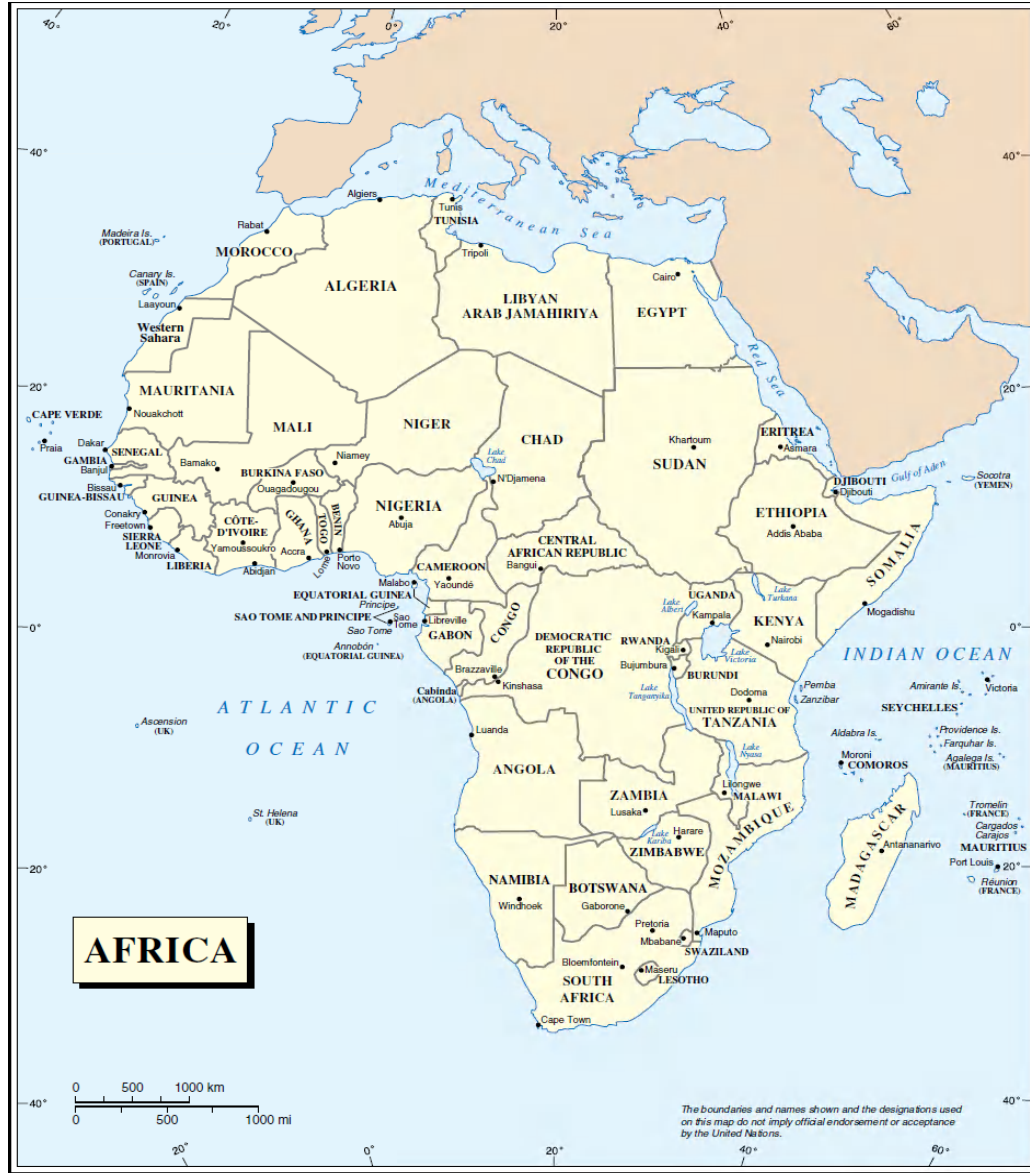 20°
0°
20°
40°
60°
40°
40°
Mediterranean Sea
Algiers
Tunis
TUNISIA
Rabat
Madeira Is.
(PORTUGAL)
MOROCCO
Tripoli
Canary Is.
(SPAIN)
Cairo
ALGERIA
Laayoun
LIBYAN
ARAB JAMAHIRIYA
EGYPT
Western
Sahara
Red Sea
20°
20°
MAURITANIA
CAPE VERDE
Nouakchott
NIGER
MALI
CHAD
ERITREA
Praia
Dakar
SENEGAL
Khartoum
Asmara
GAMBIA
Banjul
Bamako
Niamey
Lake
Chad
SUDAN
BURKINA FASO
Gulf of Aden
Socotra
(YEMEN)
Bissau
Ouagadougou
N'Djamena
DJIBOUTI
Djibouti
GUINEA-BISSAU
GUINEA
NIGERIA
ETHIOPIA
Conakry
Abuja
Addis Ababa
Freetown
CÔTE-
D'IVOIRE
GHANA
TOGO
BENIN
SIERRA
LEONE
Yamoussoukro
Accra
CENTRAL
AFRICAN REPUBLIC
SOMALIA
Monrovia
LIBERIA
Abidjan
Lome
Porto
Novo
CAMEROON
Bangui
Malabo
Yaoundé
EQUATORIAL GUINEA
UGANDA
Lake
Turkana
Principe
Lake
Albert
SAO TOME AND PRINCIPE
Sao
Tome
Libreville
CONGO
Kampala
KENYA
Mogadishu
0°
0°
Sao Tome
GABON
DEMOCRATIC
REPUBLIC
OF THE
CONGO
RWANDA
Kigali
Nairobi
Annobón
(EQUATORIAL GUINEA)
Lake
Victoria
INDIAN OCEAN
Brazzaville
Bujumbura
BURUNDI
Kinshasa
Cabinda
(ANGOLA)
Lake
Tanganyika
Dodoma
Pemba
Zanzibar
Amirante Is.
Victoria
UNITED REPUBLIC OF
TANZANIA
SEYCHELLES
ATLANTIC
OCEAN
Ascension
(UK)
Luanda
Aldabra Is.
Providence Is.
Farquhar Is.
Agalega Is.
(MAURITIUS)
Lake
Nyasa
Moroni
COMOROS
ANGOLA
Lilongwe
MALAWI
ZAMBIA
Lusaka
St. Helena
(UK)
MOZAMBIQUE
Tromelin
(FRANCE)
Cargados
Carajos
Lake
Kariba
Harare
ZIMBABWE
MADAGASCAR
Antananarivo
MAURITIUS
Port Louis
20°
20°
NAMIBIA
BOTSWANA
Réunion
(FRANCE)
Windhoek
Gaborone
Pretoria
Maputo
Mbabane
SWAZILAND
AFRICA
Bloemfontein
Maseru
LESOTHO
SOUTH
AFRICA
Cape Town
0 500 1000 km
0 500 1000 mi
40°
40°
The boundaries and names shown and the designations used
on this map do not imply official endorsement or acceptance
by the United Nations.
20°
0°
20°
40°
60°